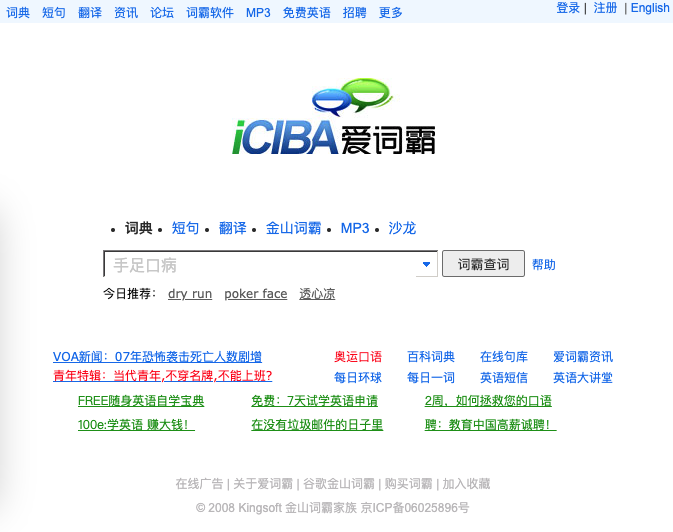 词典 短句 翻译 资讯 论坛 词霸软件 MP3 免费英语 招聘 更多 登录 | 注册 | English
iCIBA 爱词霸
• 词典 • 短句 • 翻译 • 金山词霸 • MP3 • 沙龙
手足口病 词霸查词 帮助
今日推荐： dry run poker face 透心凉
VOA新闻：07年恐怖袭击死亡人数剧增 奥运口语 百科词典 在线句库 爱词霸资讯
青年特辑：当代青年,不穿名牌,不能上班? 每日环球 每日一词 英语短信 英语大讲堂
FREE随身英语自学宝典 免费：7天试学英语申请 2周，如何拯救您的口语
100e:学英语 赚大钱！ 在没有垃圾邮件的日子里 聘：教育中国高薪诚聘！
在线广告 | 关于爱词霸 | 谷歌金山词霸 | 购买词霸 | 加入收藏
© 2008 Kingsoft 金山词霸家族 京ICP备06025896号